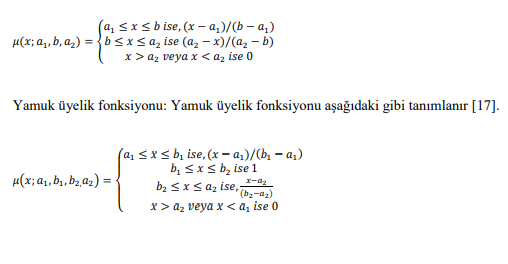 a₁ ≤ x ≤ b ise, (x − a₁)/(b − a₁)
μ(x; a₁, b, a₂) = { b ≤ x ≤ a₂ ise (a₂ − x)/(a₂ − b)
x > a₂ veya x < a₂ ise 0
Yamuk üyelik fonksiyonu: Yamuk üyelik fonksiyonu aşağıdaki gibi tanımlanır [17].
a₁ ≤ x ≤ b₁ ise, (x − a₁)/(b₁ − a₁)
b₁ ≤ x ≤ b₂ ise 1
μ(x; a₁, b₁, b₂, a₂) = { b₂ ≤ x ≤ a₂ ise, (x−a₂)/(b₂−a₂)
x > a₂ veya x < a₁ ise 0